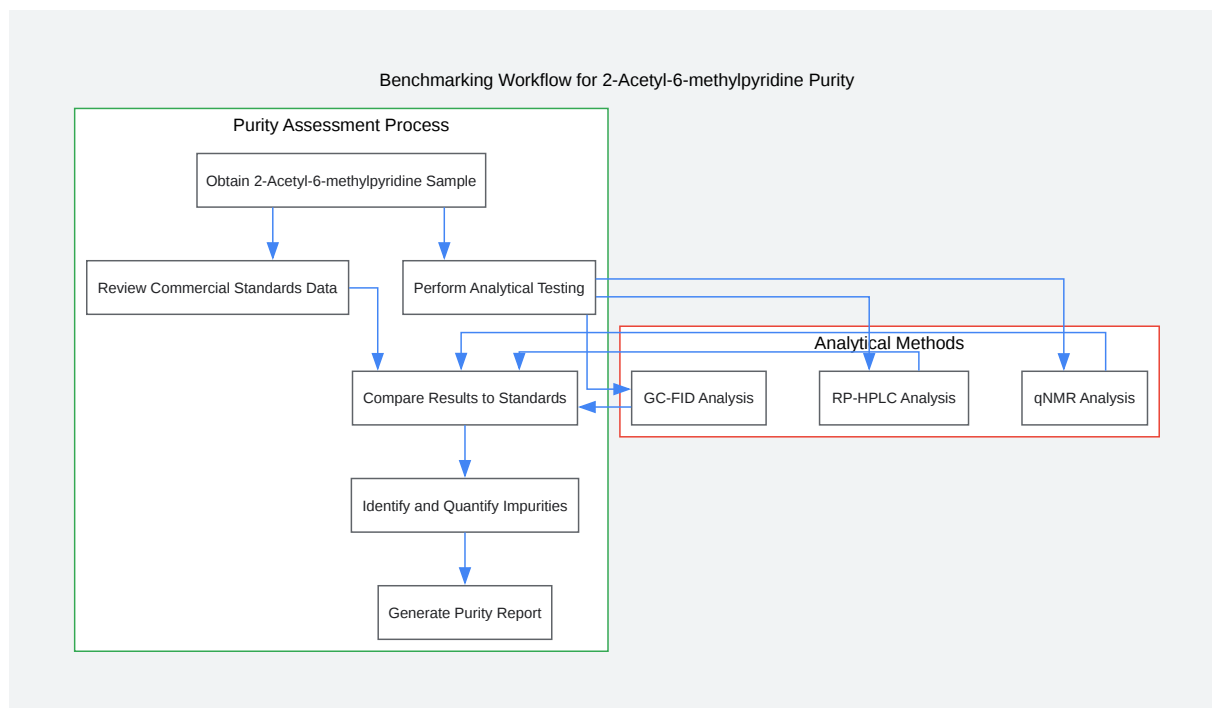 Benchmarking Workflow for 2-Acetyl-6-methylpyridine Purity
Purity Assessment Process
Obtain 2-Acetyl-6-methylpyridine Sample
Review Commercial Standards Data
Perform Analytical Testing
Analytical Methods
Compare Results to Standards
GC-FID Analysis
RP-HPLC Analysis
qNMR Analysis
Identify and Quantify Impurities
Generate Purity Report